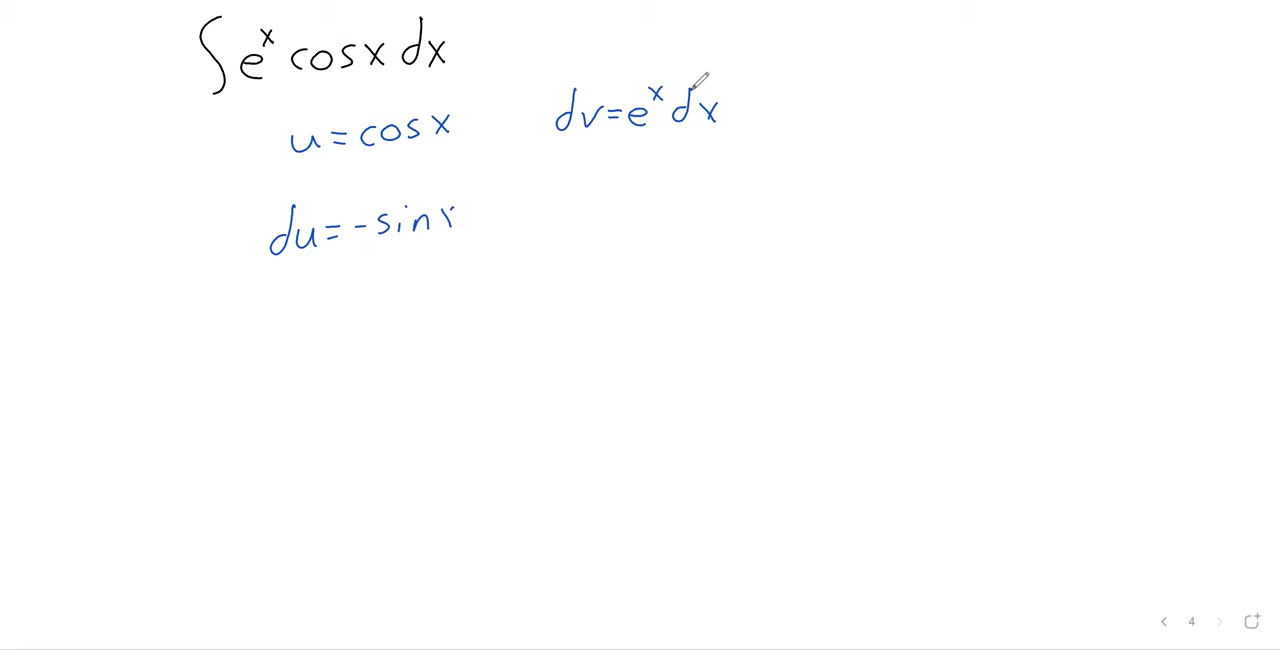 ∫ eˣ cos x dx
u = cos x dv = eˣ dx
du = - sin x
4